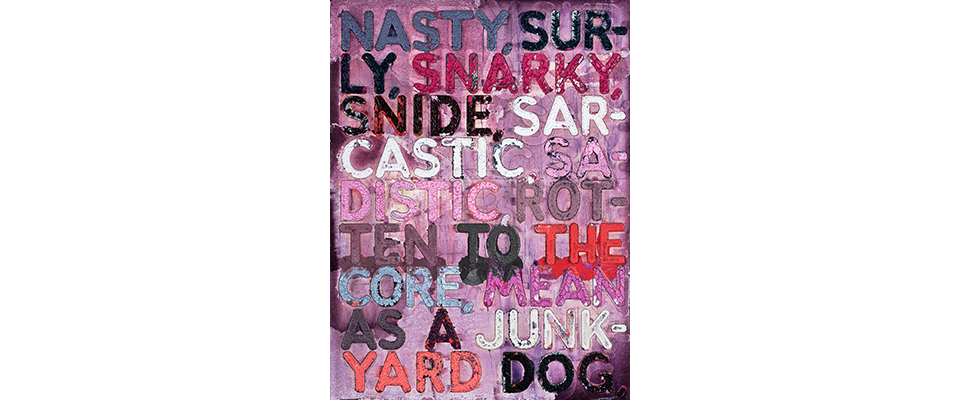 NASTY, SUR-
LY, SNARKY,
SNIDE, SAR-
CASTIC, SA-
DISTIC, ROT-
TEN TO THE
CORE, MEAN
AS A JUNK-
YARD DOG.